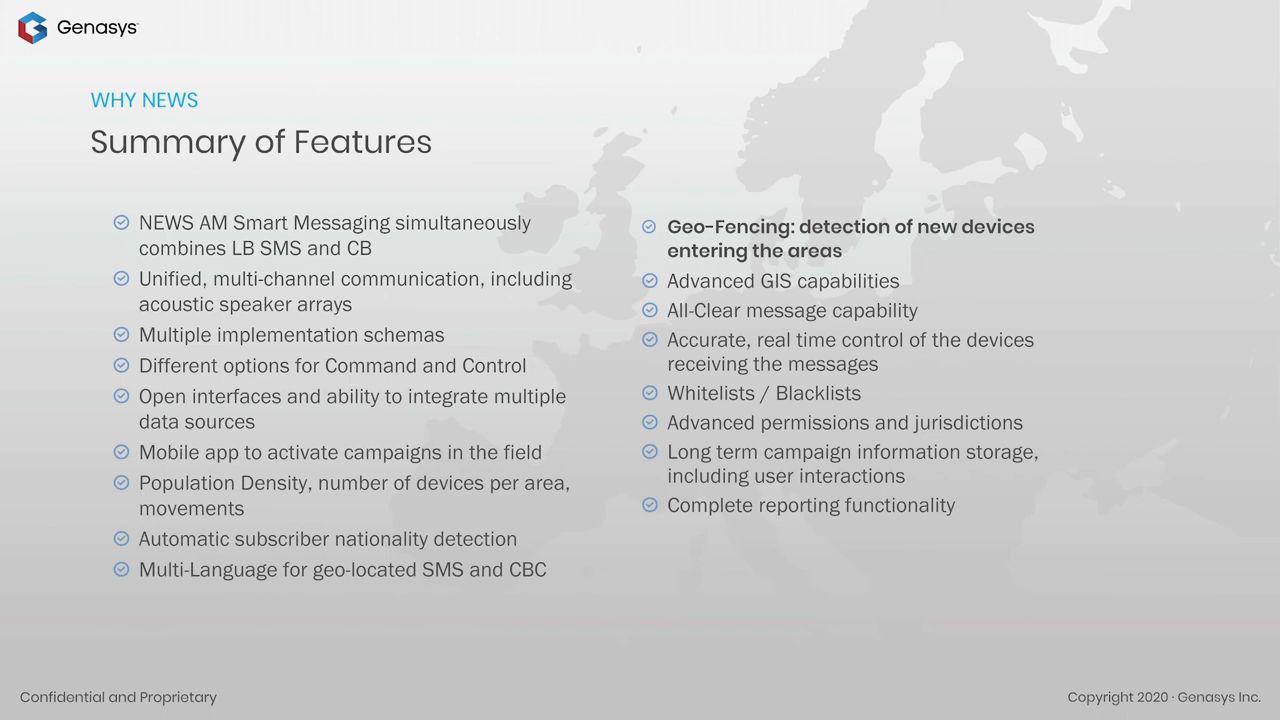 Genasys
WHY NEWS
Summary of Features
NEWS AM Smart Messaging simultaneously
combines LB SMS and CB
Unified, multi-channel communication, including
acoustic speaker arrays
Multiple implementation schemas
Different options for Command and Control
Open interfaces and ability to integrate multiple
data sources
Mobile app to activate campaigns in the field
Population Density, number of devices per area,
movements
Automatic subscriber nationality detection
Multi-Language for geo-located SMS and CBC
Geo-Fencing: detection of new devices
entering the areas
Advanced GIS capabilities
All-Clear message capability
Accurate, real time control of the devices
receiving the messages
Whitelists / Blacklists
Advanced permissions and jurisdictions
Long term campaign information storage,
including user interactions
Complete reporting functionality
Confidential and Proprietary
Copyright 2020 · Genasys Inc.